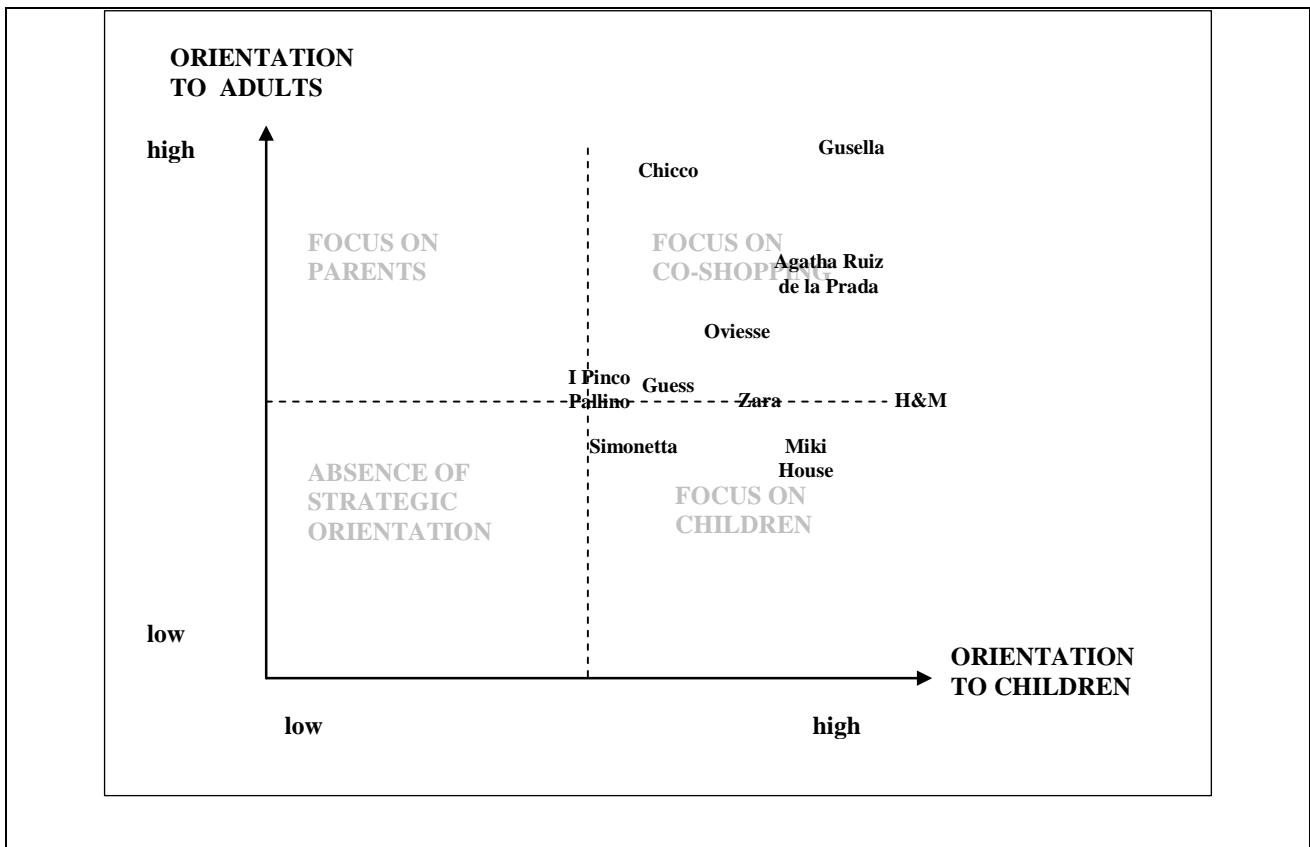 ORIENTATION
TO ADULTS
high
Gusella
Chicco
FOCUS ON
PARENTS
FOCUS ON
CO-SHOPPING
Agatha Ruiz
de la Prada
Oviesse
I Pinco
Pallino
Guess
Zara
H&M
Simonetta
Miki
House
ABSENCE OF
STRATEGIC
ORIENTATION
FOCUS ON
CHILDREN
low
ORIENTATION
TO CHILDREN
low
high